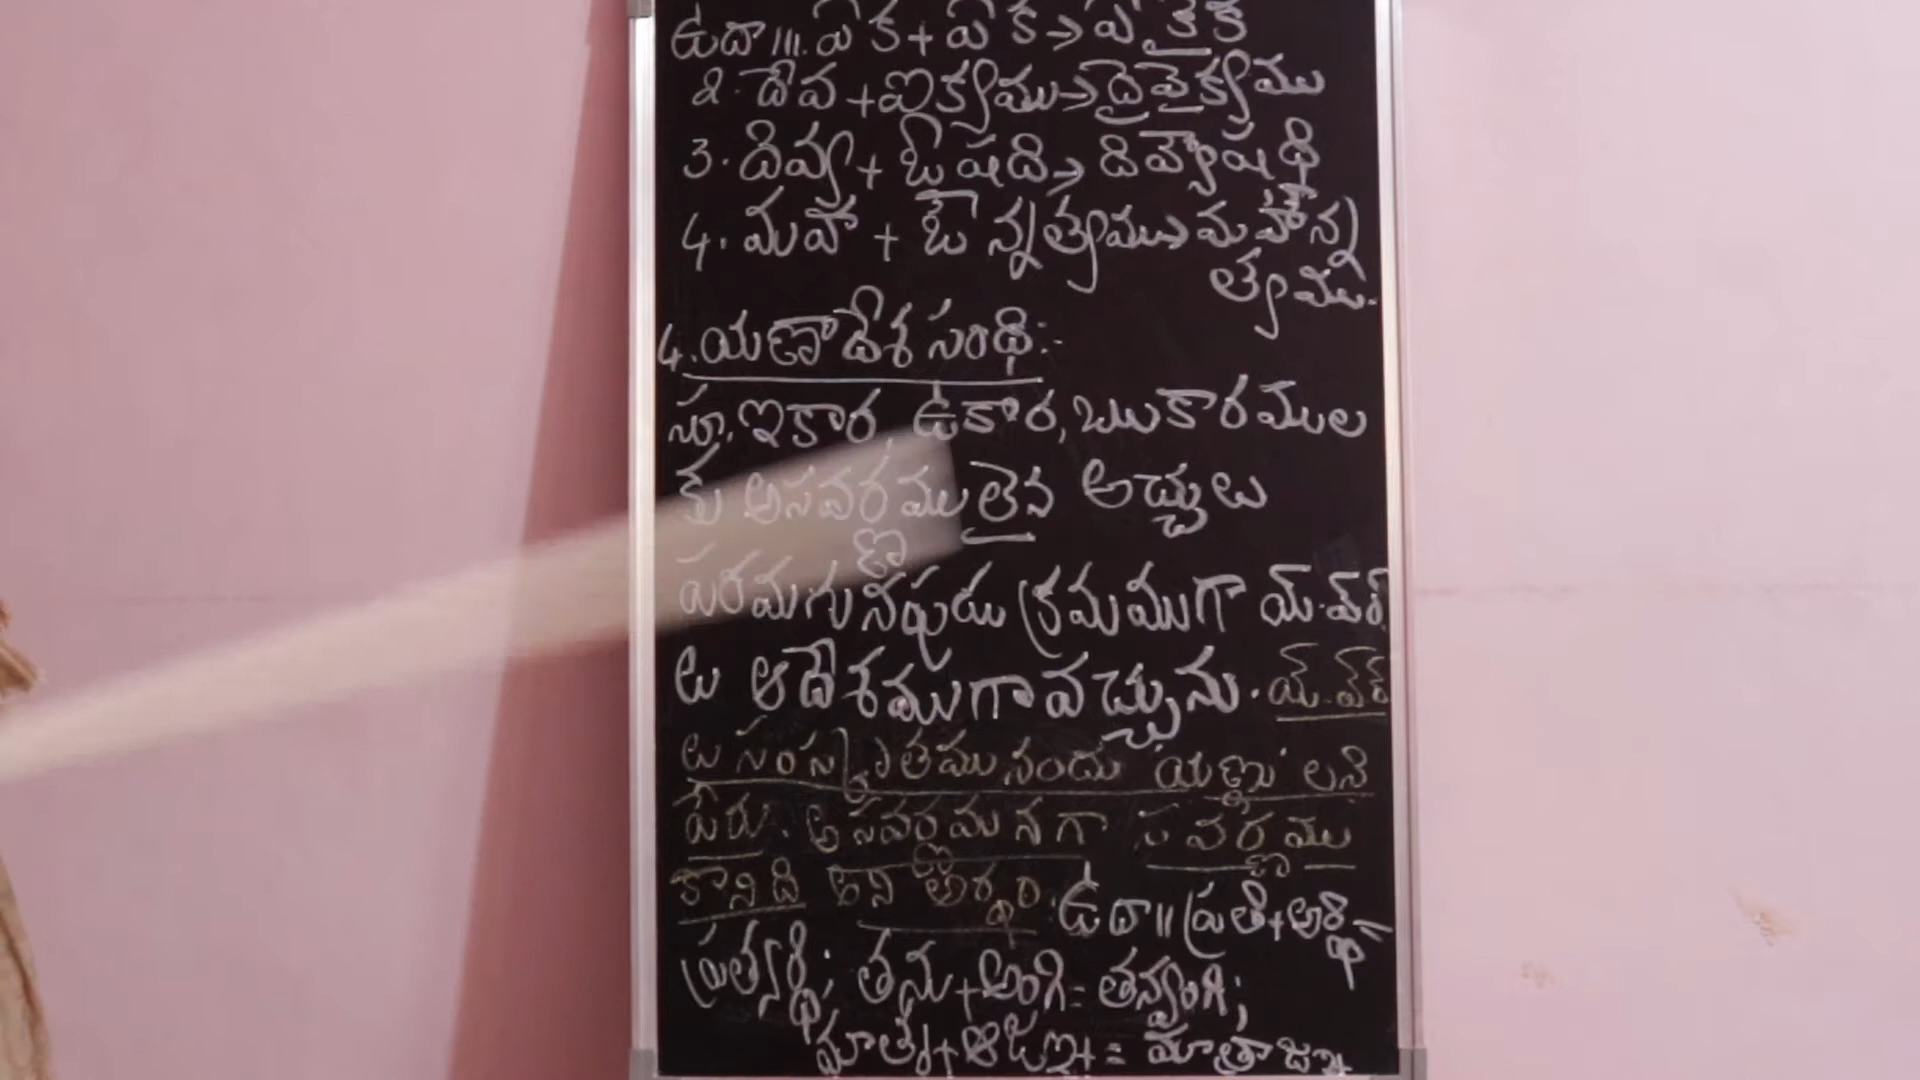 ఉదా॥1. ఏక + ఏక → ఏకైక
2. దేవ + ఐక్యము → దైవైక్యము
3. దివ్య + ఓషది → దివ్యౌషధి
4. మహా + ఔన్నత్యము → మహౌన్న
త్యము.
4. యణాదేశ సంధి:-
సూ. ఇకార, ఉకార, ఋకారముల
కు అసవర్ణములైన అచ్చులు
పరమగునపుడు క్రమముగా య్.వ్.ర్
లు ఆదేశముగా వచ్చును. య్.వ్.ర్
లు సంస్కృతమునందు యణ్ణులని
పేరు. అసవర్ణమునగా సవర్ణము
కానిది అని అర్థం. ఉదా॥ ప్రతి + అర్థి =
ప్రత్యర్థి; తను + అంగి = తన్వంగి;
మాతృ + ఆజ్ఞ = మాత్రాజ్ఞ